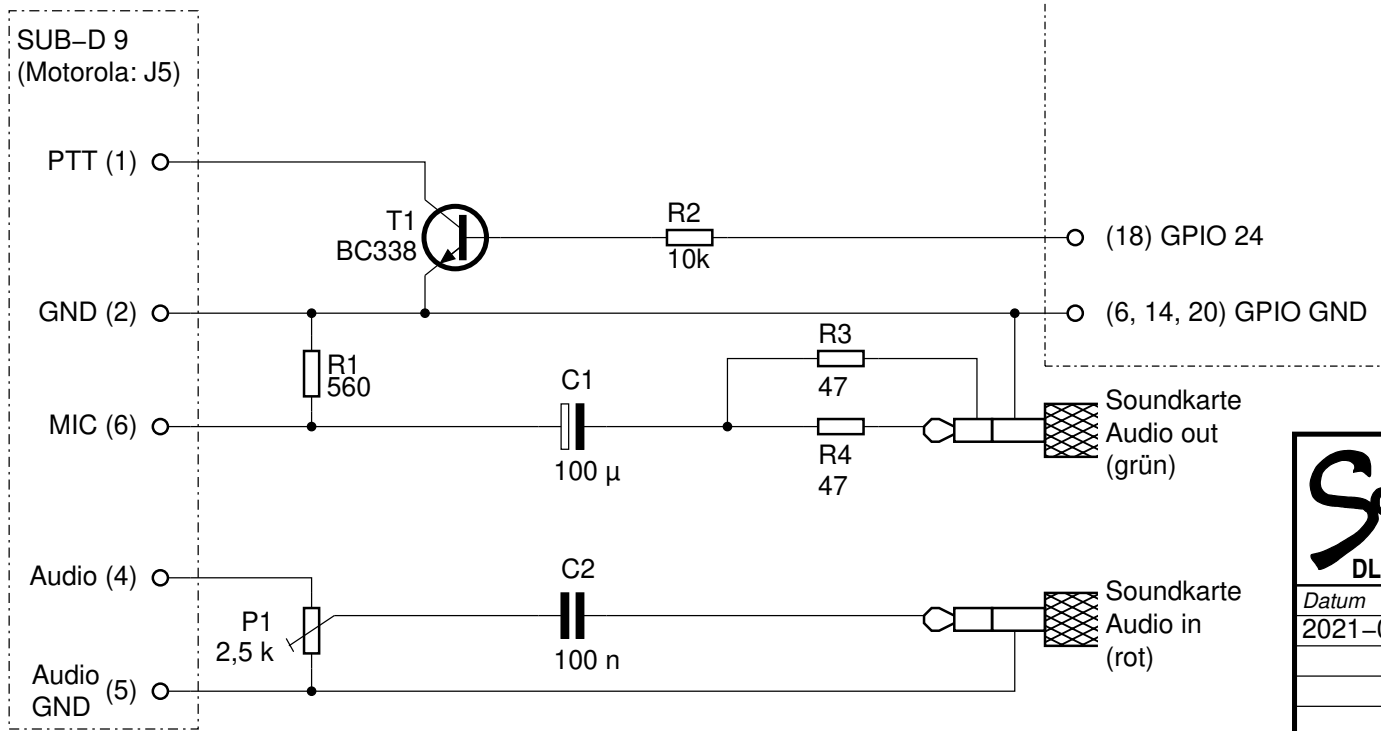 SUB–D 9
(Motorola: J5)
PTT (1)
T1
BC338
R2
10k
(18) GPIO 24
GND (2)
(6, 14, 20) GPIO GND
R1
560
R3
47
C1
100 µ
MIC (6)
R4
47
Soundkarte
Audio out
(grün)
Audio (4)
P1
2,5 k
C2
100 n
Soundkarte
Audio in
(rot)
Audio
GND
(5)
DL
Datum